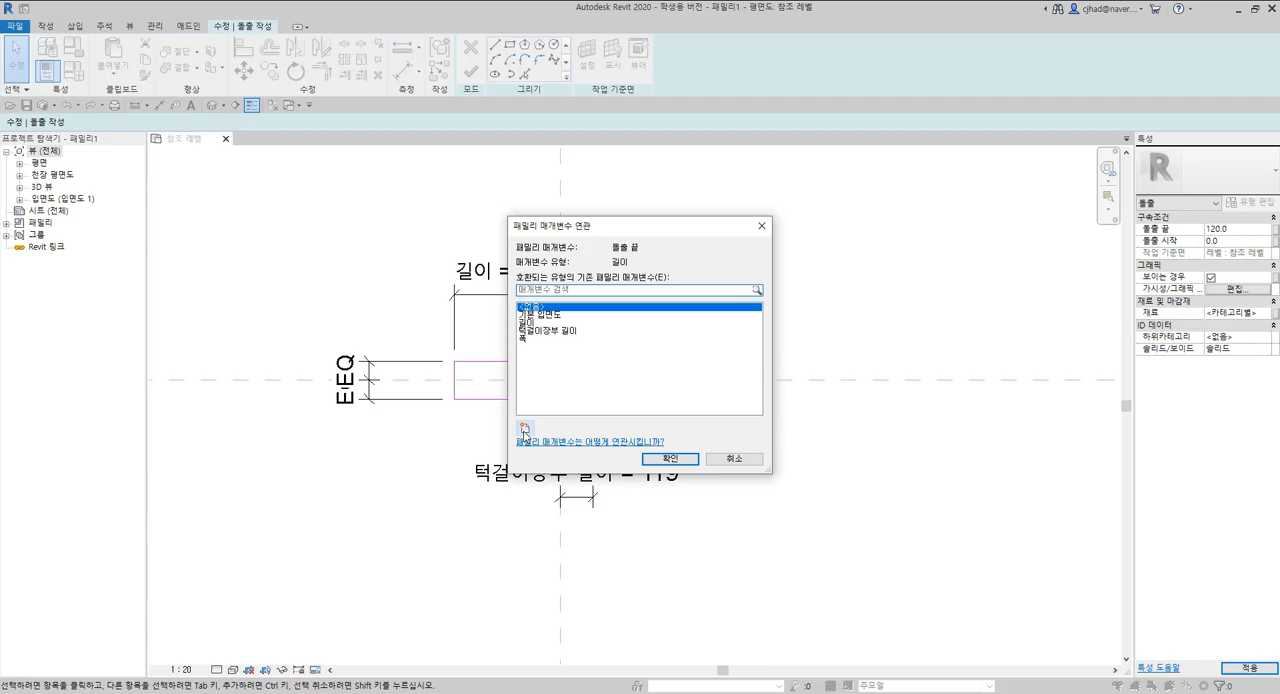 Autodesk Revit 2020 - 학생용 버전 - 패밀리1 - 평면도: 참조 레벨
cjhad@naver....
파일 작성 삽입 주석 뷰 관리 애드인 수정 | 돌출 작성
수정
붙여넣기
절단
결합
설정 표시 뷰어
선택 특성 클립보드 형상 수정 측정 작성 모드 그리기 작업 기준면
수정 | 돌출 작성
프로젝트 탐색기 - 패밀리1
뷰 (전체)
평면
천장 평면도
3D 뷰
입면도 (입면도 1)
시트 (전체)
패밀리
그룹
Revit 링크
참조 레벨
길이 =
EQ
턱걸이장부 길이 = 119
패밀리 매개변수 연관
패밀리 매개변수: 돌출 끝
매개변수 유형: 길이
호환되는 유형의 기존 패밀리 매개변수(E):
매개변수 검색
<없음>
기본 입면도
길이
턱걸이장부 길이
폭
패밀리 매개변수는 어떻게 연관시킵니까?
확인 취소
특성
돌출 유형 편집
구속조건
돌출 끝 120.0
돌출 시작 0.0
작업 기준면 레벨 : 참조 레벨
그래픽
보이는 경우
가시성/그래픽 ... 편집...
재료 및 마감재
재료 <카테고리별>
ID 데이터
하위카테고리 <없음>
솔리드/보이드 솔리드
특성 도움말 적용
1 : 20
선택하려면 항목을 클릭하고, 다른 항목을 선택하려면 Tab 키, 추가하려면 Ctrl 키, 선택 취소하려면 Shift 키를 누르십시오.
:0
주모델
:0